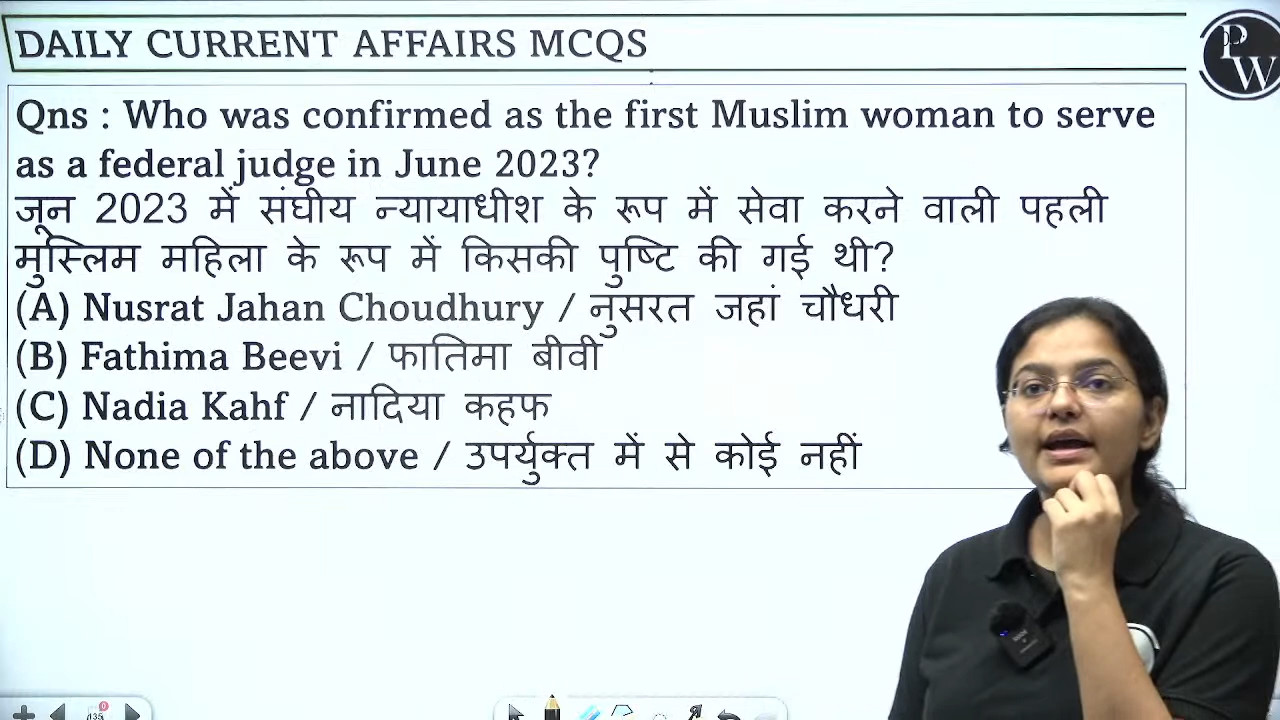 DAILY CURRENT AFFAIRS MCQS
PW
Qns : Who was confirmed as the first Muslim woman to serve
as a federal judge in June 2023?
जून 2023 में संघीय न्यायाधीश के रूप में सेवा करने वाली पहली
मुस्लिम महिला के रूप में किसकी पुष्टि की गई थी?
(A) Nusrat Jahan Choudhury / नुसरत जहां चौधरी
(B) Fathima Beevi / फातिमा बीवी
(C) Nadia Kahf / नादिया कहफ
(D) None of the above / उपर्युक्त में से कोई नहीं
135